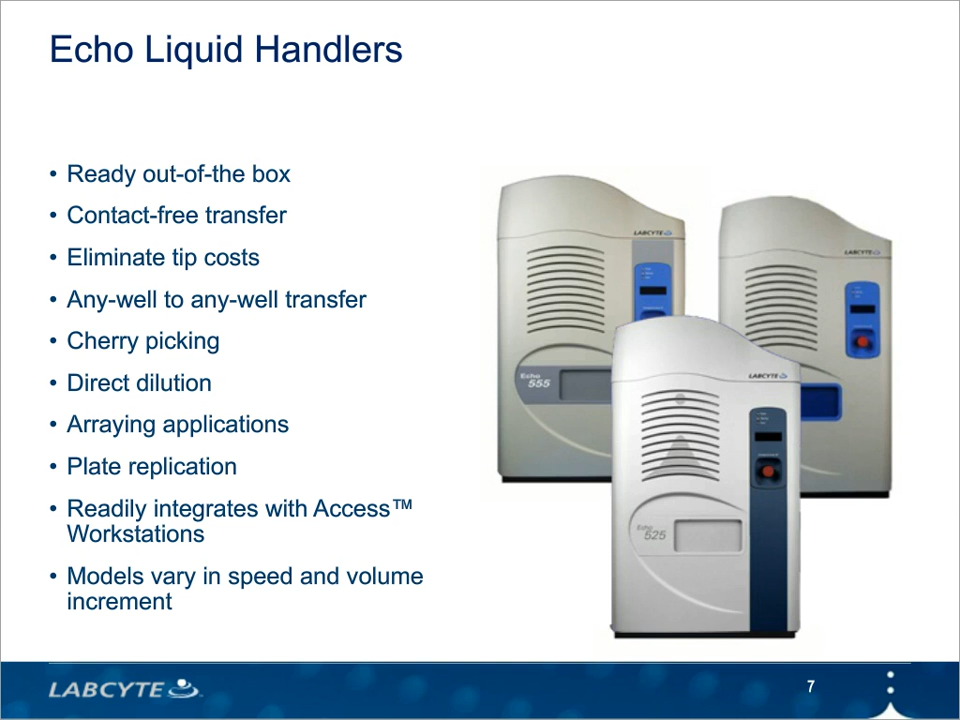 Echo Liquid Handlers
• Ready out-of-the box
• Contact-free transfer
• Eliminate tip costs
• Any-well to any-well transfer
• Cherry picking
• Direct dilution
• Arraying applications
• Plate replication
• Readily integrates with Access™
Workstations
• Models vary in speed and volume
increment
LABCYTE
Echo
555
LABCYTE
LABCYTE
Echo
525
LABCYTE
7